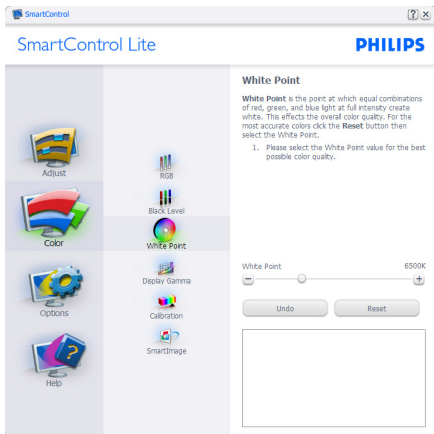 SmartControl
SmartControl Lite
PHILIPS
Adjust
Color
Options
Help
RGB
Black Level
White Point
Display Gamma
Calibration
SmartImage
White Point
White Point is the point at which equal combinations
of red, green, and blue light at full intensity create
white. This effects the overall color quality. For the
most accurate colors click the Reset button then
select the White Point.
1. Please select the White Point value for the best
possible color quality.
White Point 6500K
Undo Reset